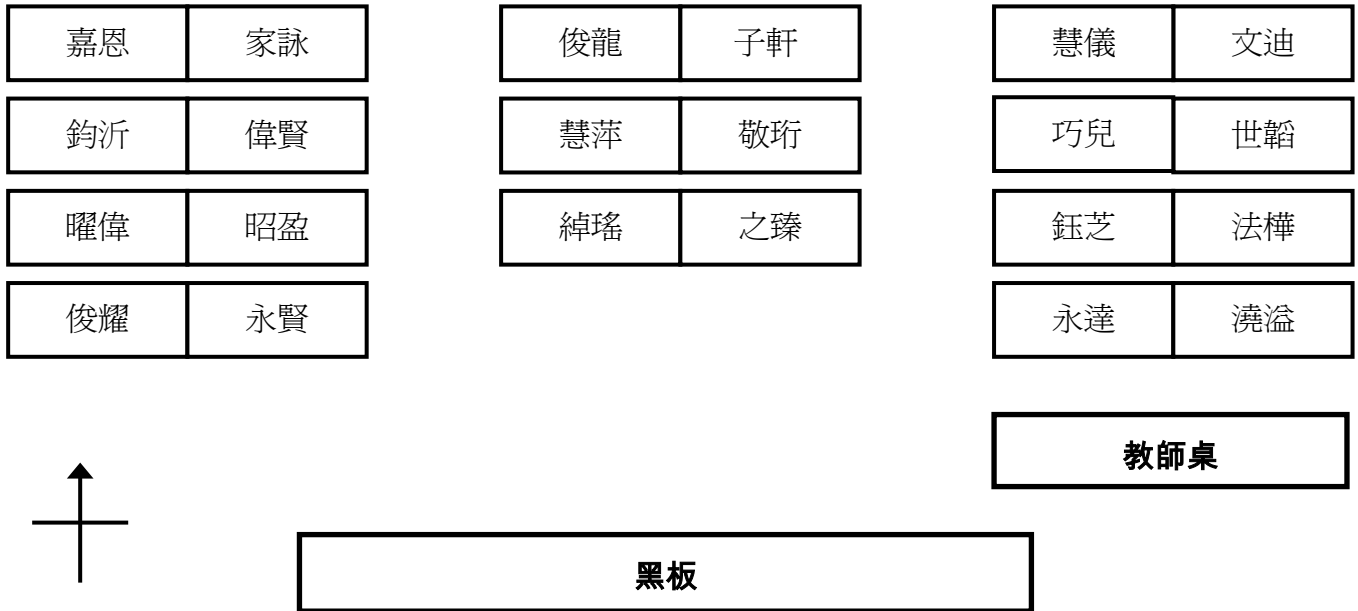 嘉恩 家詠 俊龍 子軒 慧儀 文迪
鈞沂 偉賢 慧萍 敬珩 巧兒 世韜
曜偉 昭盈 綽瑤 之臻 鈺芝 法樺
俊耀 永賢 永達 澆溢
教師桌
黑板